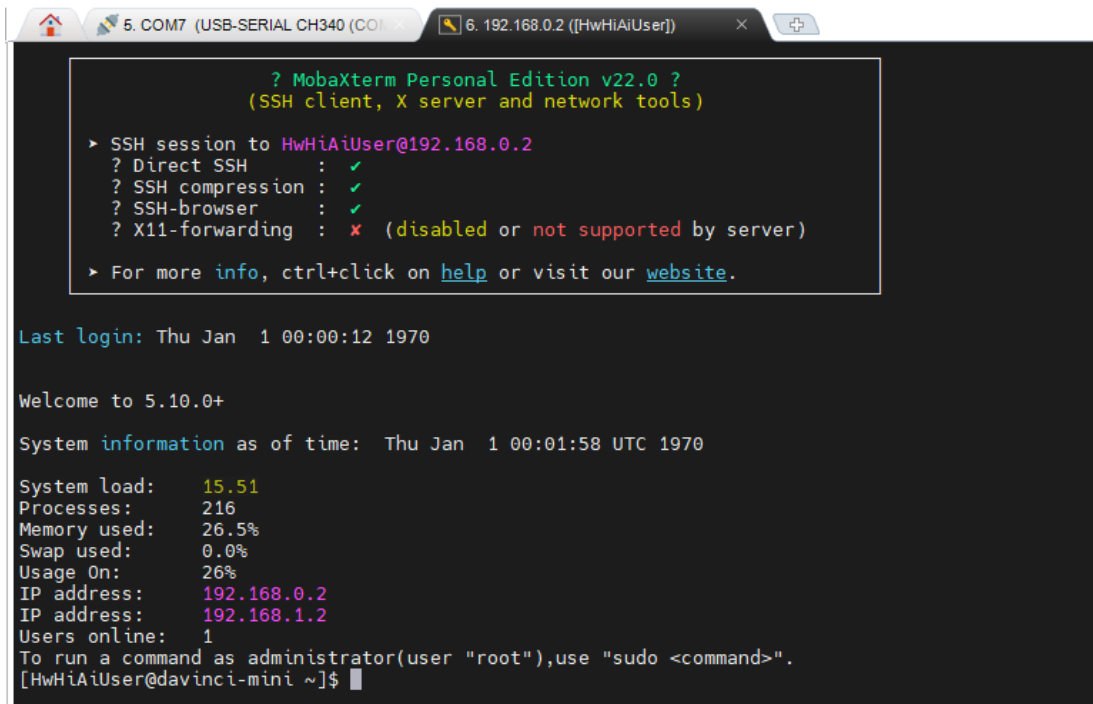 5. COM7 (USB-SERIAL CH340 (CO
6. 192.168.0.2 ([HwHiAiUser])
? MobaXterm Personal Edition v22.0 ?
(SSH client, X server and network tools)
➤ SSH session to HwHiAiUser@192.168.0.2
? Direct SSH : ✔
? SSH compression : ✔
? SSH-browser : ✔
? X11-forwarding : ✘ (disabled or not supported by server)
➤ For more info, ctrl+click on help or visit our website.
Last login: Thu Jan 1 00:00:12 1970
Welcome to 5.10.0+
System information as of time: Thu Jan 1 00:01:58 UTC 1970
System load: 15.51
Processes: 216
Memory used: 26.5%
Swap used: 0.0%
Usage On: 26%
IP address: 192.168.0.2
IP address: 192.168.1.2
Users online: 1
To run a command as administrator(user "root"),use "sudo <command>".
[HwHiAiUser@davinci-mini ~]$